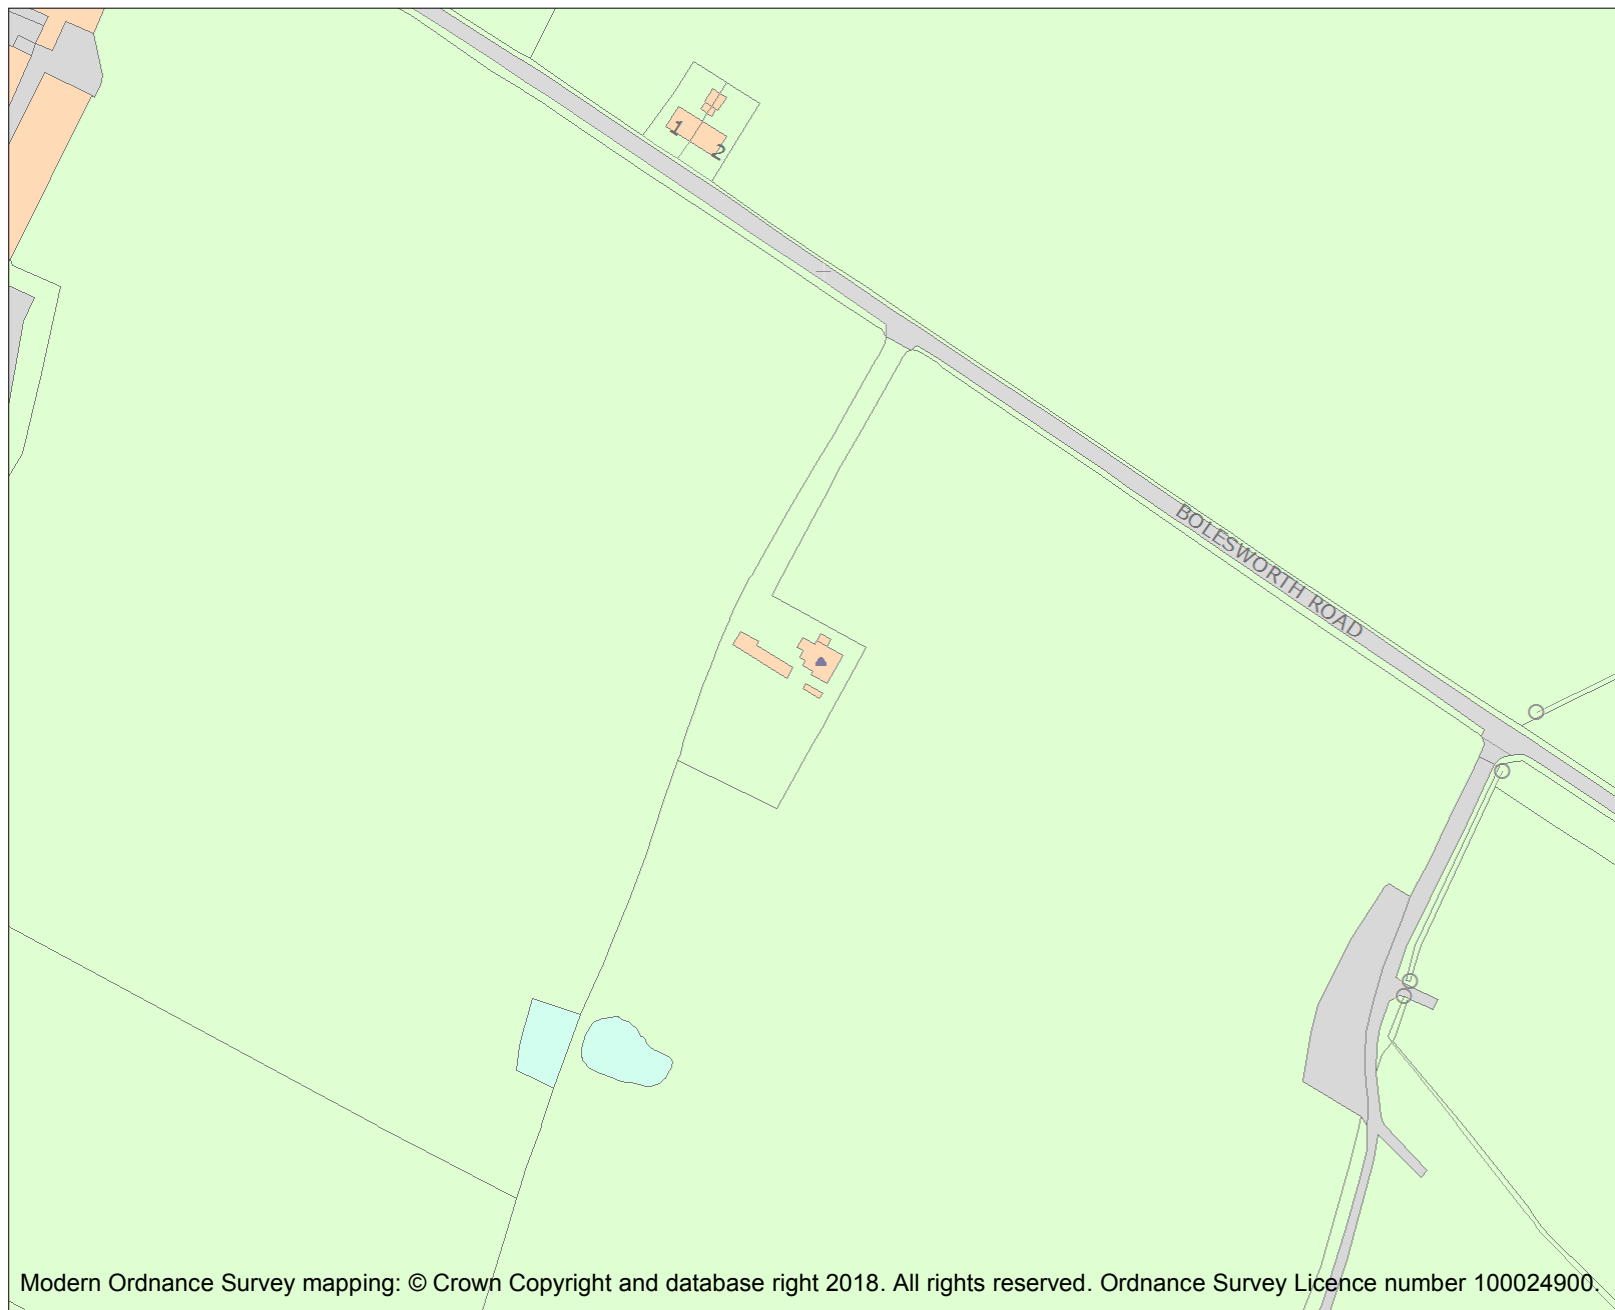 1
2
BOLESWORTH ROAD
Modern Ordnance Survey mapping: © Crown Copyright and database right 2018. All rights reserved. Ordnance Survey Licence number 100024900.